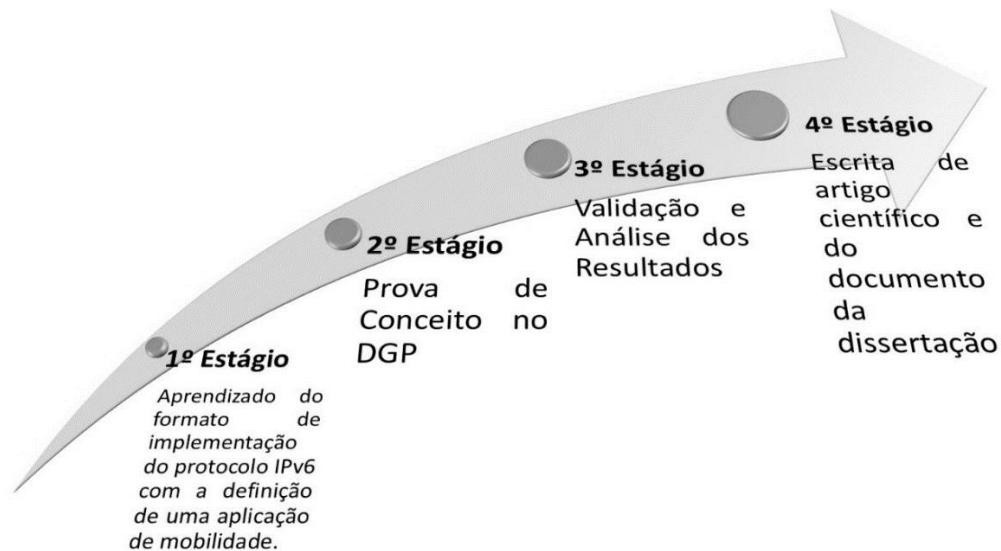 1º Estágio
Aprendizado do
formato de
implementação
do protocolo IPv6
com a definição
de uma aplicação
de mobilidade.
2º Estágio
Prova de
Conceito no
DGP
3º Estágio
Validação e
Análise dos
Resultados
4º Estágio
Escrita de
artigo
científico e
do
documento
da
dissertação